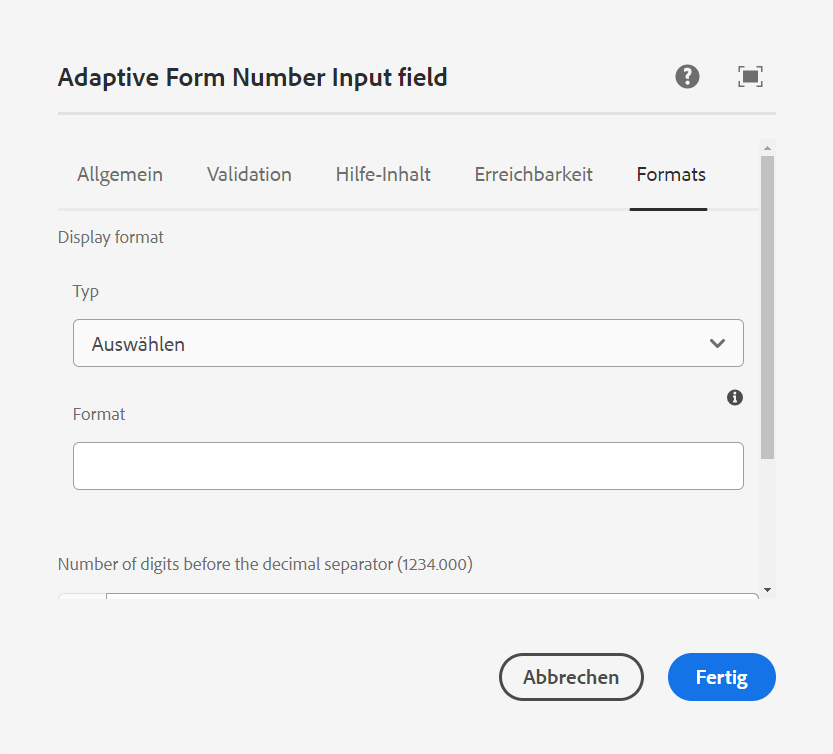 Adaptive Form Number Input field
Allgemein Validation Hilfe-Inhalt Erreichbarkeit Formats
Display format
Typ
Auswählen
Format
Number of digits before the decimal separator (1234.000)
Abbrechen Fertig